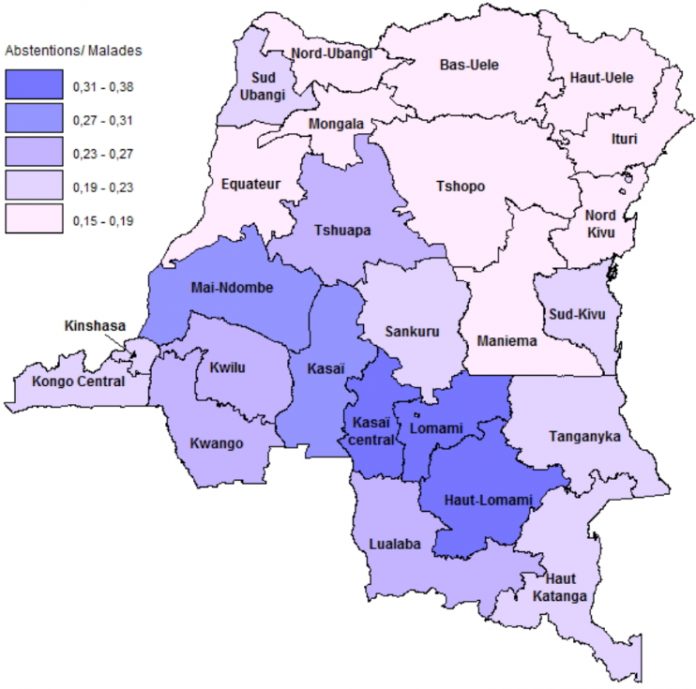 Abstentions/ Malades
0,31 - 0,38
0,27 - 0,31
0,23 - 0,27
0,19 - 0,23
0,15 - 0,19
Nord-Ubangi
Sud
Ubangi
Bas-Uele
Haut-Uele
Mongala
Ituri
Equateur
Tshopo
Nord
Kivu
Tshuapa
Mai-Ndombe
Sud-Kivu
Kinshasa
Sankuru
Maniema
Kongo Central
Kwilu
Kasaï
Kasaï
central
Lomami
Tanganyka
Kwango
Haut-Lomami
Lualaba
Haut
Katanga